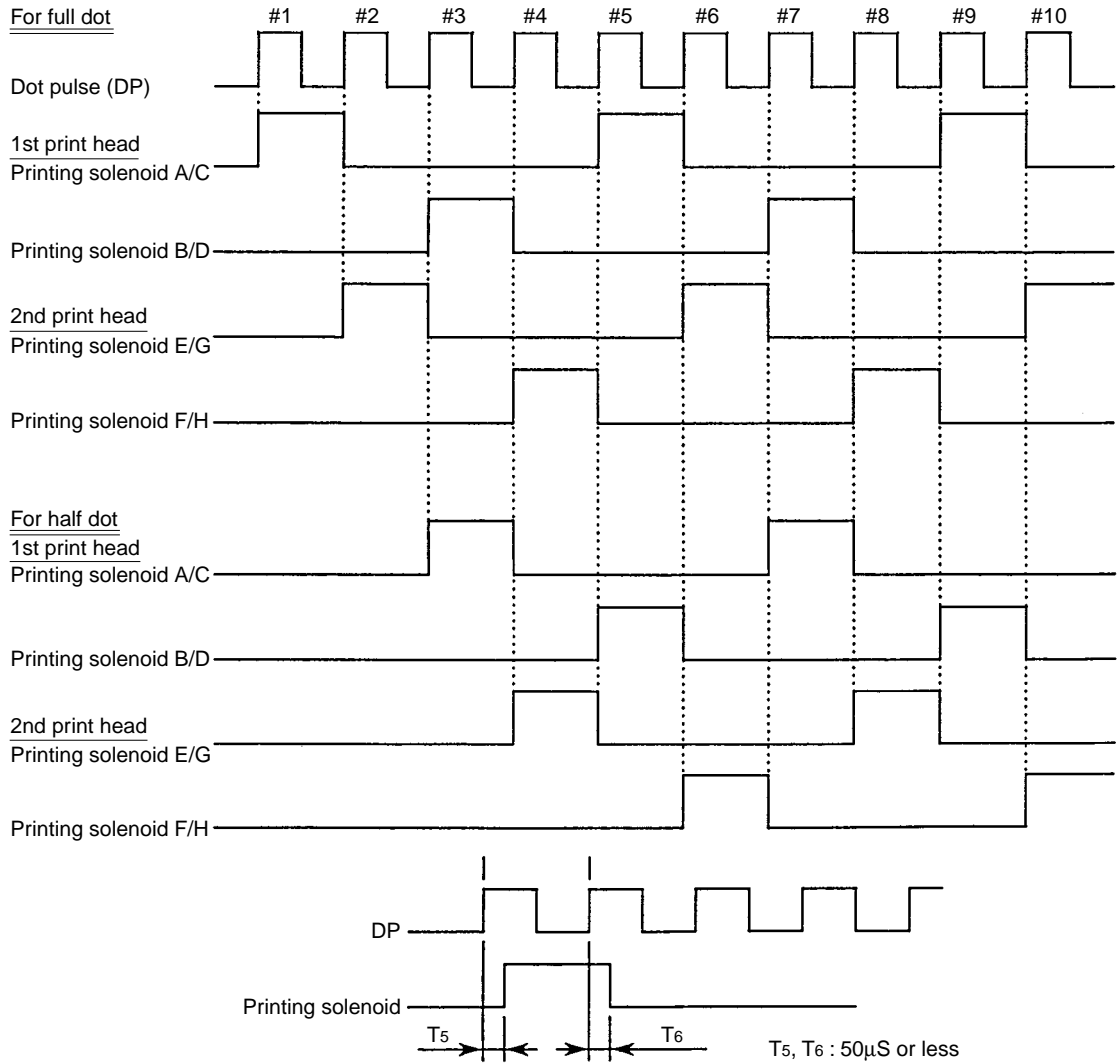 For full dot
#1 #2 #3 #4 #5 #6 #7 #8 #9 #10
Dot pulse (DP)
1st print head
Printing solenoid A/C
Printing solenoid B/D
2nd print head
Printing solenoid E/G
Printing solenoid F/H
For half dot
1st print head
Printing solenoid A/C
Printing solenoid B/D
2nd print head
Printing solenoid E/G
Printing solenoid F/H
DP
Printing solenoid
T5 T6
T5, T6 : 50μS or less